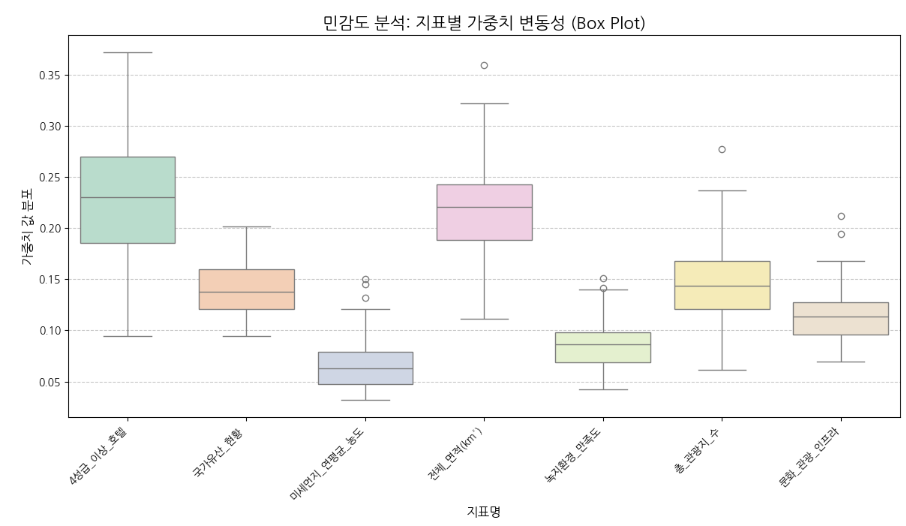 민감도 분석: 지표별 가중치 변동성 (Box Plot)
가중치 값 분포
0.35
0.30
0.25
0.20
0.15
0.10
0.05
4성급_이상_호텔
국가유산_현황
미세먼지_연평균_농도
전체_면적(km²)
녹지환경_만족도
총_관광지_수
문화_관광_인프라
지표명